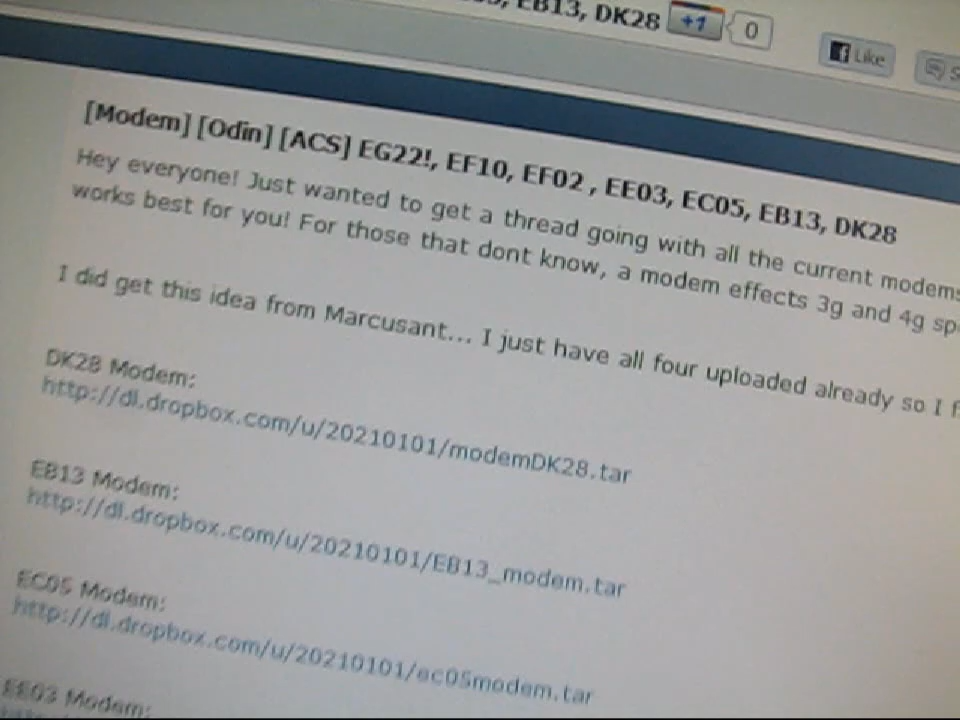 EB13, DK28 +1 0 Like
[Modem] [Odin] [ACS] EG22!, EF10, EF02 , EE03, EC05, EB13, DK28
Hey everyone! Just wanted to get a thread going with all the current modems
works best for you! For those that dont know, a modem effects 3g and 4g
I did get this idea from Marcusant... I just have all four uploaded already so I
DK28 Modem:
http://dl.dropbox.com/u/20210101/modemDK28.tar
EB13 Modem:
http://dl.dropbox.com/u/20210101/EB13_modem.tar
EC05 Modem:
http://dl.dropbox.com/u/20210101/ec05modem.tar
EE03 Modem: